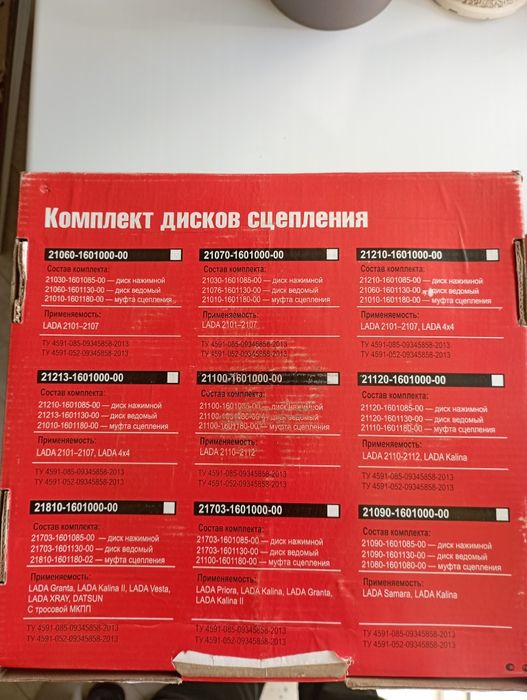 Комплект дисков сцепления
21060-1601000-00
Состав комплекта:
21030-1601085-00 — диск нажимной
21060-1601130-00 — диск ведомый
21010-1601180-00 — муфта сцепления
Применяемость:
LADA 2101–2107
ТУ 4591-085-09345858-2013
ТУ 4591-052-09345858-2013
21070-1601000-00
Состав комплекта:
21030-1601085-00 — диск нажимной
21076-1601130-00 — диск ведомый
21010-1601180-00 — муфта сцепления
Применяемость:
LADA 2101–2107
ТУ 4591-085-09345858-2013
ТУ 4591-052-09345858-2013
21210-1601000-00
Состав комплекта:
21210-1601085-00 — диск нажимной
21060-1601130-00 — диск ведомый
21010-1601180-00 — муфта сцепления
Применяемость:
LADA 2101–2107, LADA 4x4
ТУ 4591-085-09345858-2013
ТУ 4591-052-09345858-2013
21213-1601000-00
Состав комплекта:
21210-1601085-00 — диск нажимной
21213-1601130-00 — диск ведомый
21010-1601180-00 — муфта сцепления
Применяемость:
LADA 2101–2107, LADA 4x4
ТУ 4591-085-09345858-2013
ТУ 4591-052-09345858-2013
21100-1601000-00
Состав комплекта:
21100-1601085-00 — диск нажимной
21100-1601130-00 — диск ведомый
21100-1601180-00 — муфта сцепления
Применяемость:
LADA 2110–2112
ТУ 4591-085-09345858-2013
ТУ 4591-052-09345858-2013
21120-1601000-00
Состав комплекта:
21120-1601085-00 — диск нажимной
21120-1601130-00 — диск ведомый
21110-1601180-00 — муфта сцепления
Применяемость:
LADA 2110-2112, LADA Kalina
ТУ 4591-085-09345858-2013
ТУ 4591-052-09345858-2013
21810-1601000-00
Состав комплекта:
21703-1601085-00 — диск нажимной
21703-1601130-00 — диск ведомый
21810-1601180-02 — муфта сцепления
Применяемость:
LADA Granta, LADA Kalina II, LADA Vesta,
LADA XRAY, DATSUN
С тросовой МКПП
ТУ 4591-085-09345858-2013
ТУ 4591-052-09345858-2013
21703-1601000-00
Состав комплекта:
21703-1601085-00 — диск нажимной
21703-1601130-00 — диск ведомый
21100-1601180-00 — муфта сцепления
Применяемость:
LADA Priora, LADA Kalina, LADA Granta,
LADA Kalina II
ТУ 4591-085-09345858-2013
ТУ 4591-052-09345858-2013
21090-1601000-00
Состав комплекта:
21090-1601085-00 — диск нажимной
21090-1601130-00 — диск ведомый
21080-1601080-00 — муфта сцепления
Применяемость:
LADA Samara, LADA Kalina
ТУ 4591-085-09345858-2013
ТУ 4591-052-09345858-2013